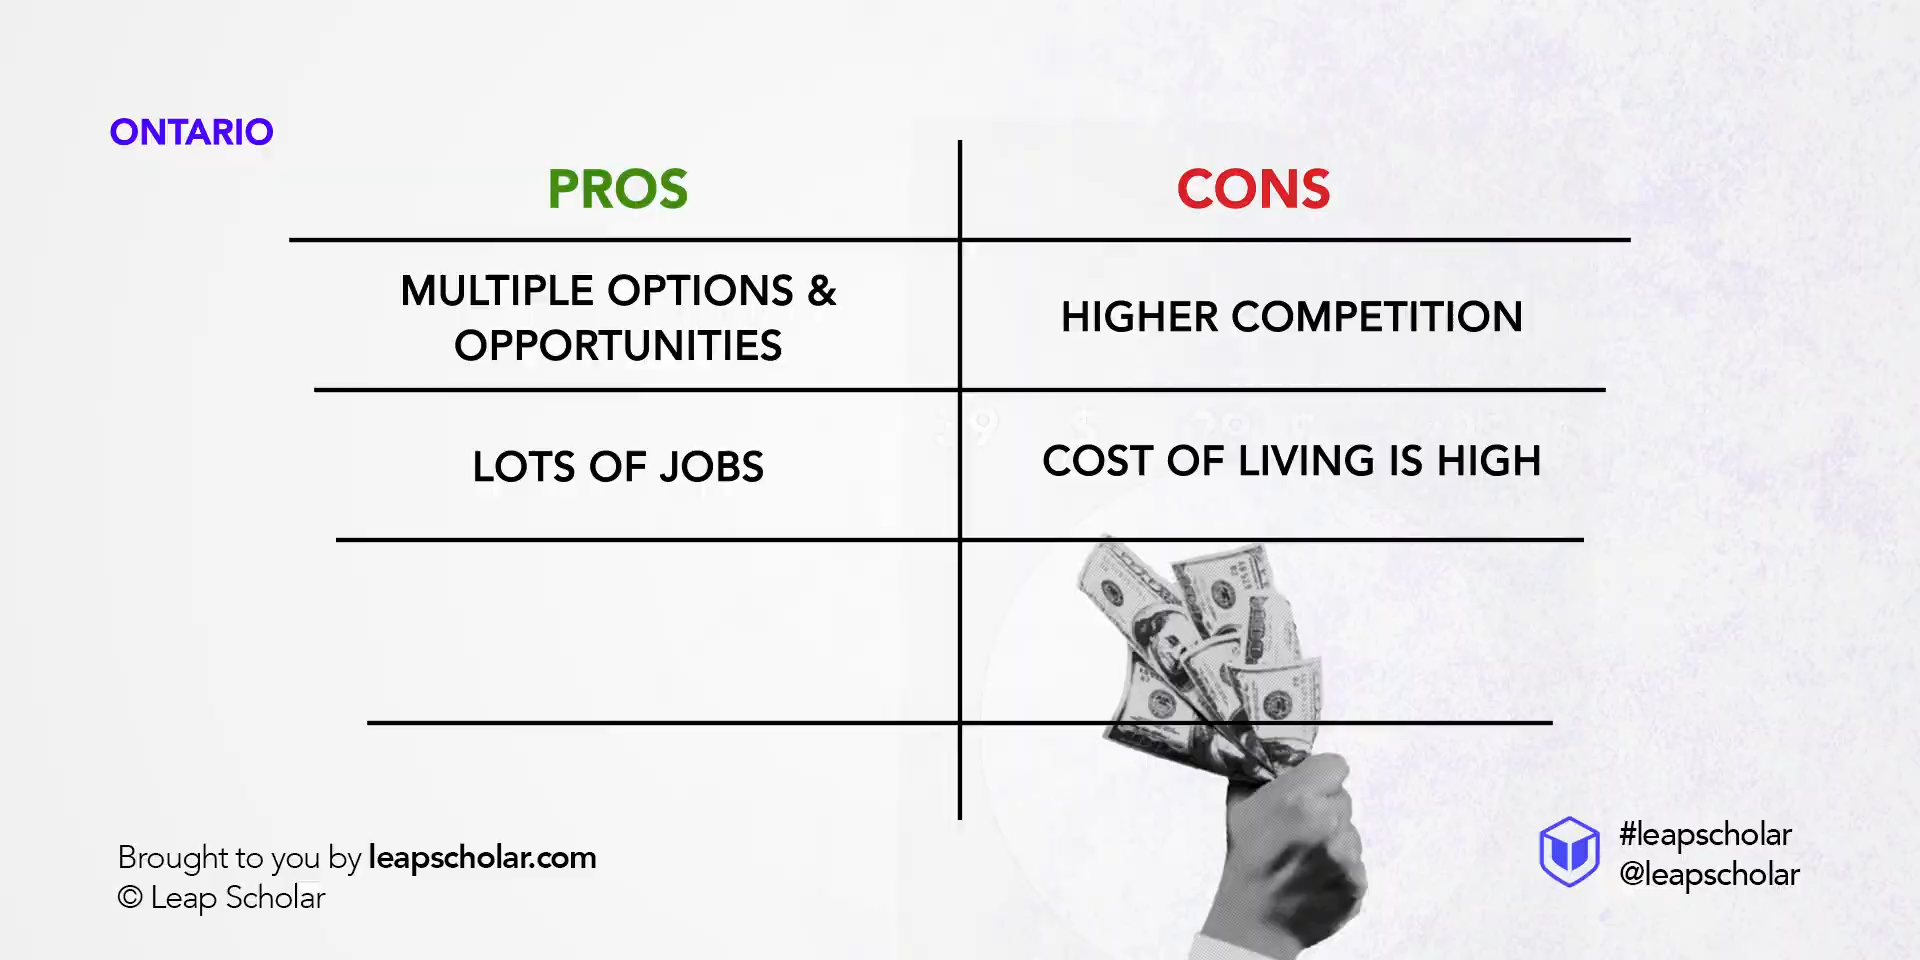 ONTARIO
PROS
CONS
MULTIPLE OPTIONS &
OPPORTUNITIES
HIGHER COMPETITION
LOTS OF JOBS
COST OF LIVING IS HIGH
Brought to you by leapscholar.com
© Leap Scholar
#leapscholar
@leapscholar